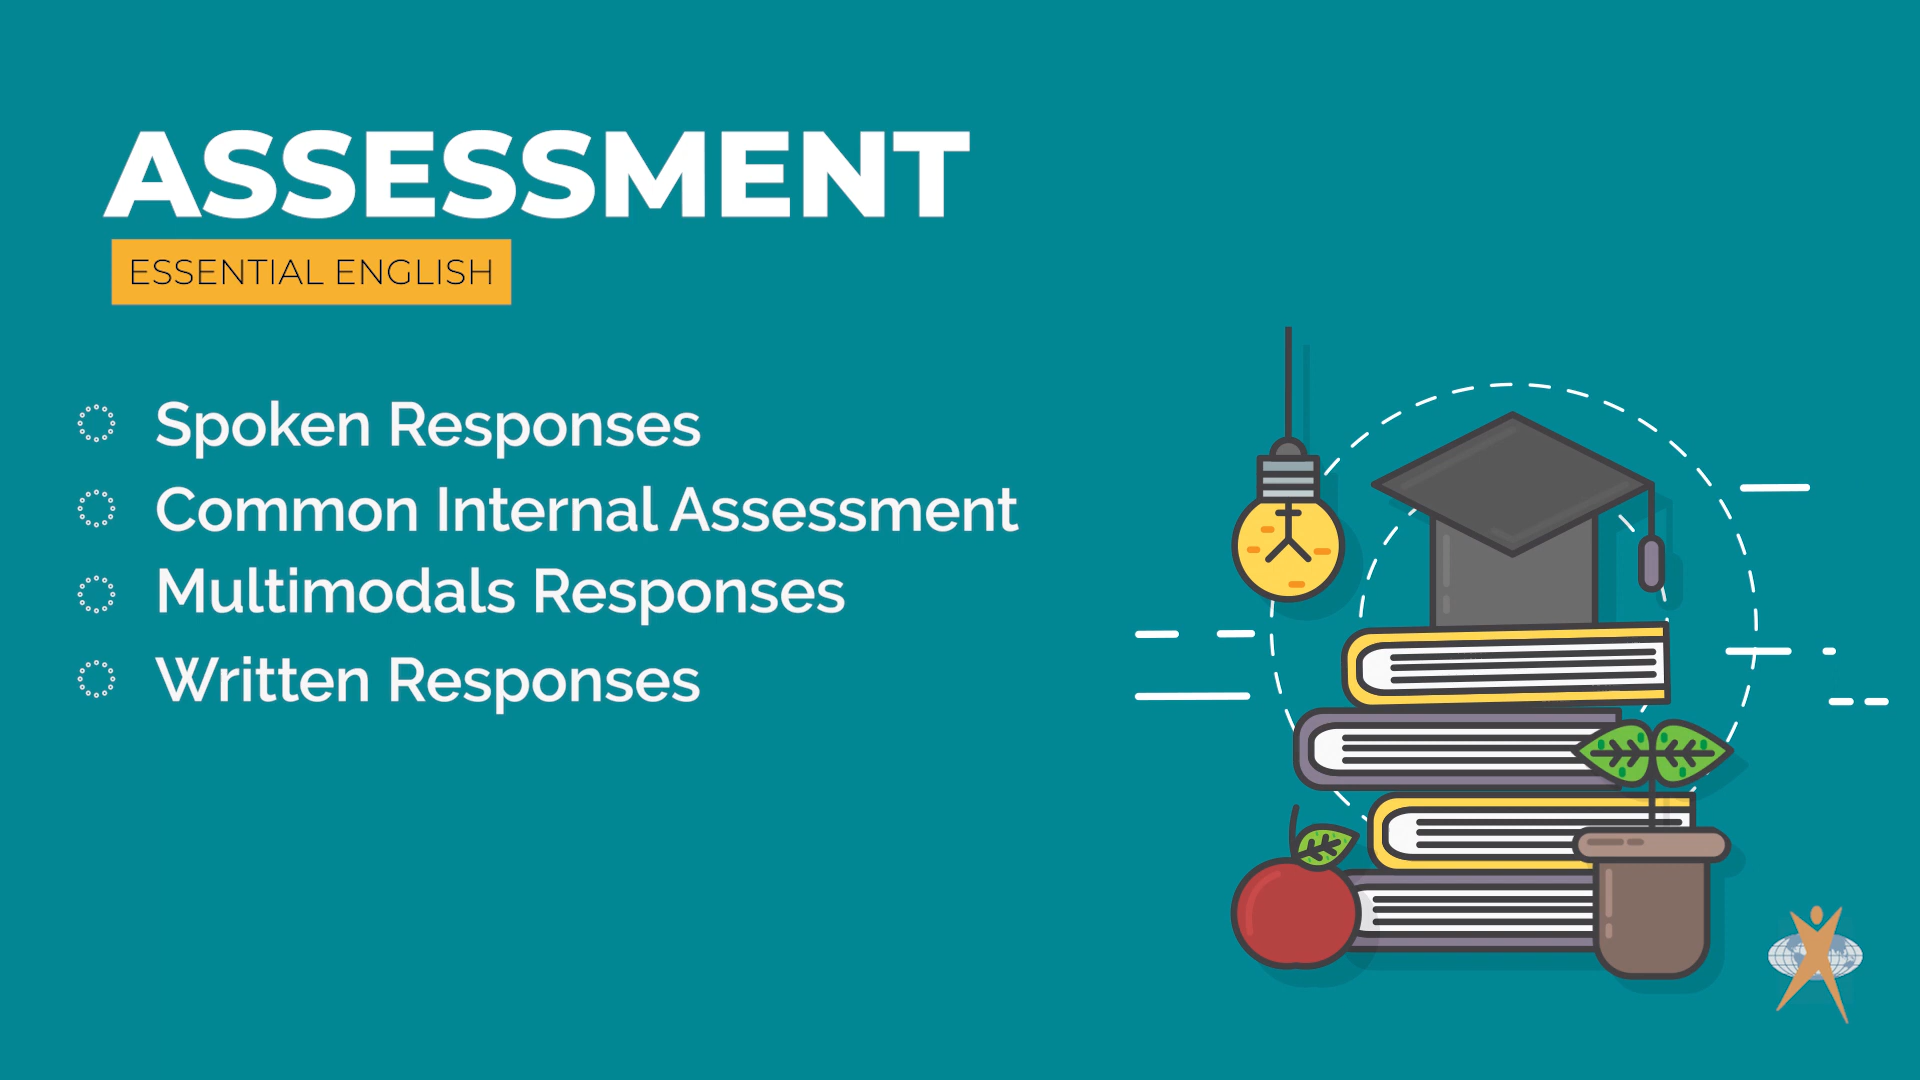 ASSESSMENT
ESSENTIAL ENGLISH
Spoken Responses
Common Internal Assessment
Multimodals Responses
Written Responses